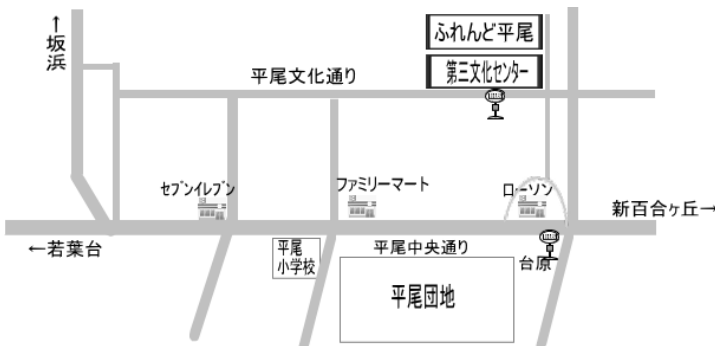 ↑坂浜
ふれんど平尾
第三文化センター
平尾文化通り
セブンイレブン
ファミリーマート
ローソン
新百合ヶ丘→
←若葉台
平尾
小学校
平尾中央通り
台原
平尾団地